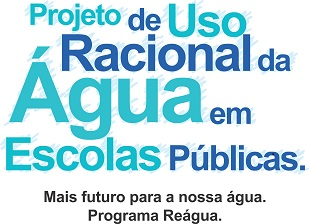 Projeto de Uso
Racional da
Água em
Escolas Públicas.
Mais futuro para a nossa água.
Programa Reágua.